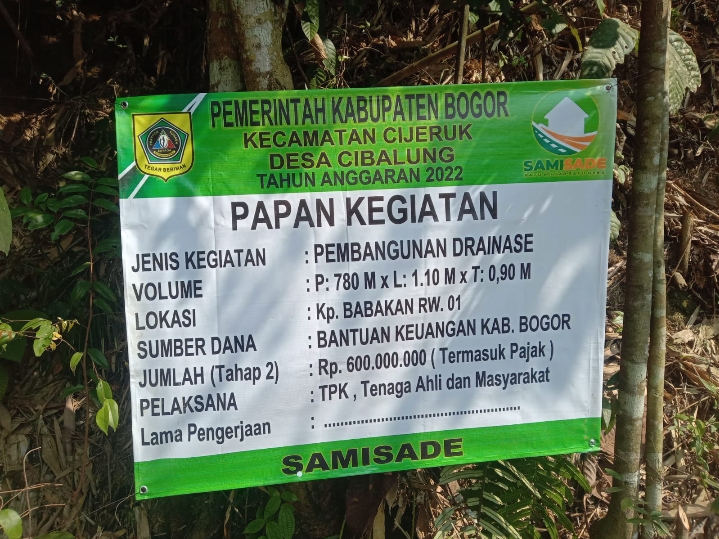 PEMERINTAH KABUPATEN BOGOR
KECAMATAN CIJERUK
DESA CIBALUNG
TAHUN ANGGARAN 2022
TEGAR BERIMAN
SAMISADE
PAPAN KEGIATAN
JENIS KEGIATAN : PEMBANGUNAN DRAINASE
VOLUME : P: 780 M x L: 1.10 M x T: 0,90 M
LOKASI : Kp. BABAKAN RW. 01
SUMBER DANA : BANTUAN KEUANGAN KAB. BOGOR
JUMLAH (Tahap 2) : Rp. 600.000.000 ( Termasuk Pajak )
PELAKSANA : TPK , Tenaga Ahli dan Masyarakat
Lama Pengerjaan : ..................................................
SAMISADE